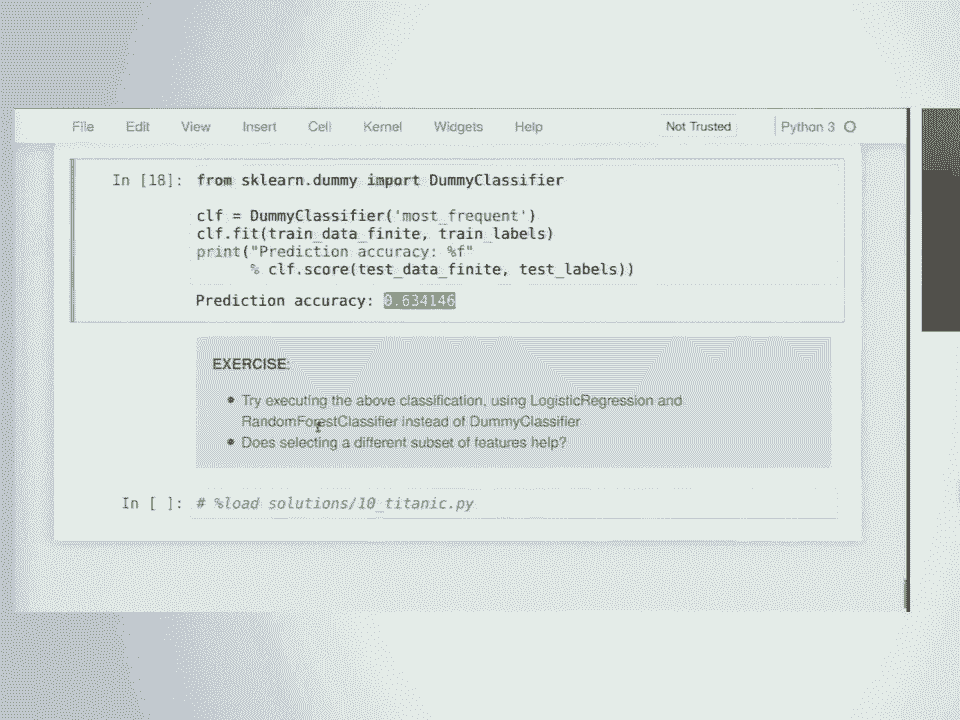 File Edit View Insert Cell Kernel Widgets Help Not Trusted Python 3
In [18]: from sklearn.dummy import DummyClassifier
clf = DummyClassifier('most_frequent')
clf.fit(train_data_finite, train_labels)
print("Prediction accuracy: %f"
% clf.score(test_data_finite, test_labels))
Prediction accuracy: 0.634146
EXERCISE:
Try executing the above classification, using LogisticRegression and
RandomForestClassifier instead of DummyClassifier
Does selecting a different subset of features help?
In [ ]: # %load solutions/10_titanic.py